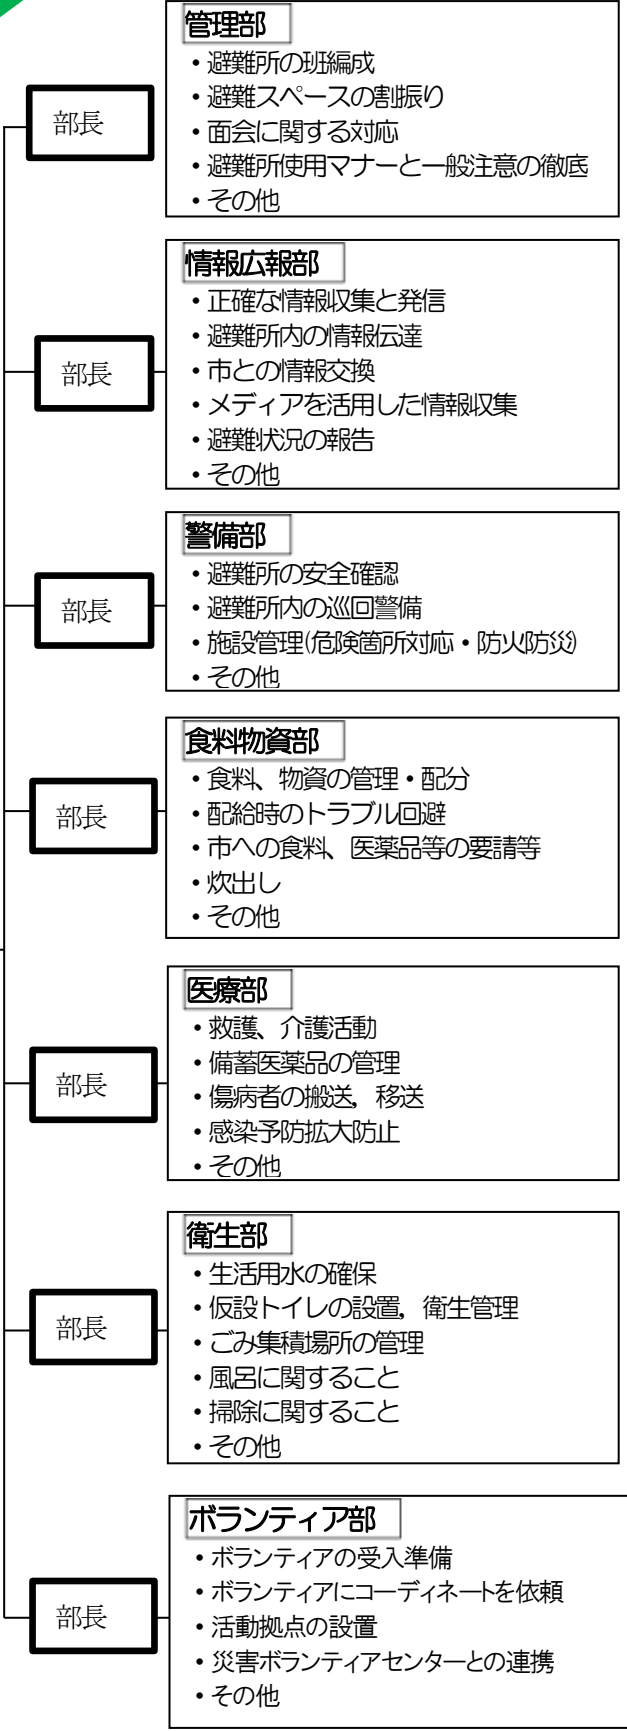 管理部
・避難所の班編成
・避難スペースの割振り
部長
・面会に関する対応
・避難所使用マナーと一般注意の徹底
・その他
情報広報部
・正確な情報収集と発信
・避難所内の情報伝達
部長
・市との情報交換
・メディアを活用した情報収集
・避難状況の報告
・その他
警備部
・避難所の安全確認
部長
・避難所内の巡回警備
・施設管理(危険箇所対応・防火防災)
・その他
食料物資部
・食料、物資の管理・配分
部長
・配給時のトラブル回避
・市への食料、医薬品等の要請等
・炊出し
・その他
医療部
・救護、介護活動
・備蓄医薬品の管理
部長
・傷病者の搬送，移送
・感染予防拡大防止
・その他
衛生部
・生活用水の確保
・仮設トイレの設置，衛生管理
部長
・ごみ集積場所の管理
・風呂に関すること
・掃除に関すること
・その他
ボランティア部
・ボランティアの受入準備
・ボランティアにコーディネートを依頼
部長
・活動拠点の設置
・災害ボランティアセンターとの連携
・その他